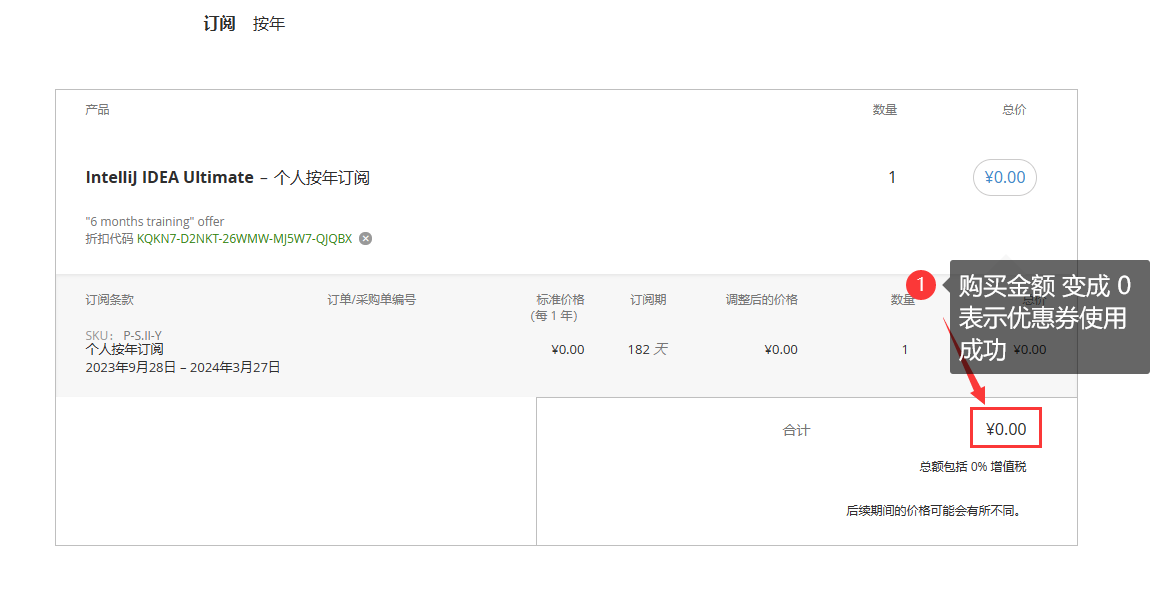 订阅 按年
产品 数量 总价
IntelliJ IDEA Ultimate – 个人按年订阅 1 ¥0.00
"6 months training" offer
折扣代码 KQKN7-D2NKT-26WMW-MJ5W7-QJQBX
订阅条款 订单/采购单编号 标准价格 订阅期 调整后的价格 数量 总价
(每 1 年)
1 购买金额 变成 0
表示优惠券使用
成功
SKU: P-S.II-Y
个人按年订阅 ¥0.00 182 天 ¥0.00 1 ¥0.00
2023年9月28日 – 2024年3月27日
合计 ¥0.00
总额包括 0% 增值税
后续期间的价格可能会有所不同。